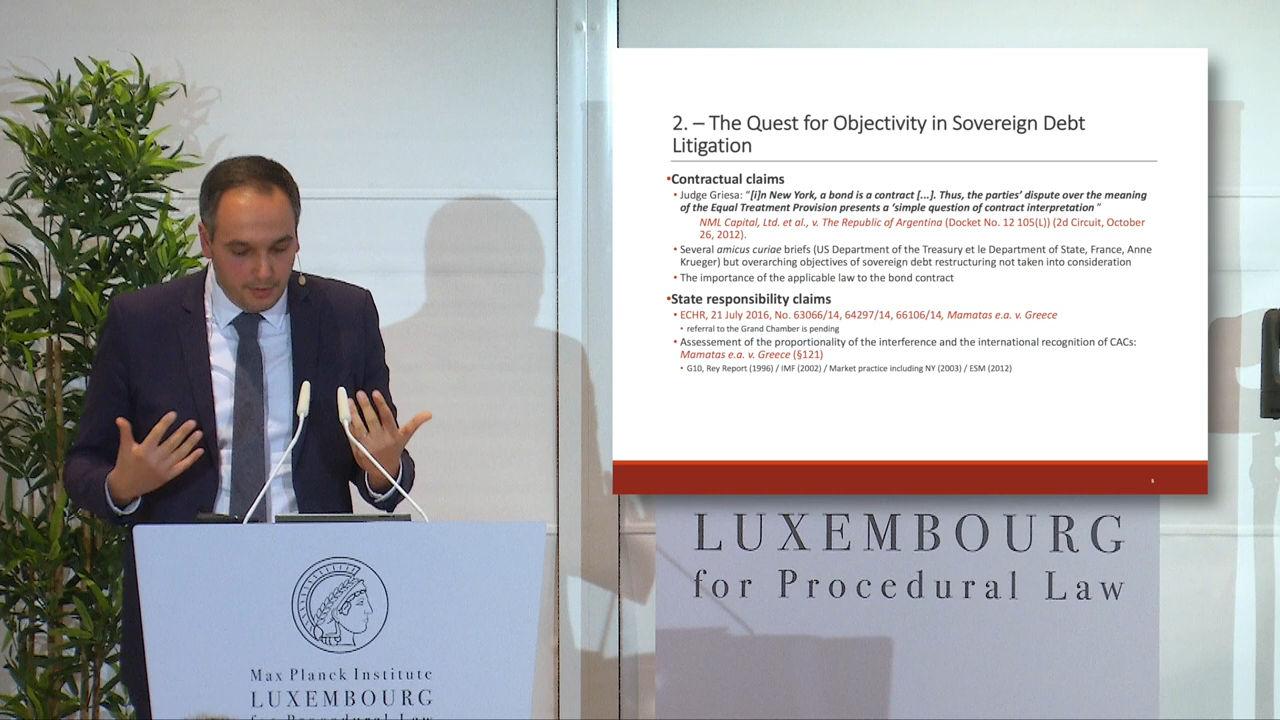 2. – The Quest for Objectivity in Sovereign Debt
Litigation
•Contractual claims
• Judge Griesa: “[i]n New York, a bond is a contract [...]. Thus, the parties’ dispute over the meaning
of the Equal Treatment Provision presents a ‘simple question of contract interpretation ”
NML Capital, Ltd. et al., v. The Republic of Argentina (Docket No. 12 105(L)) (2d Circuit, October
26, 2012).
• Several amicus curiae briefs (US Department of the Treasury et le Department of State, France, Anne
Krueger) but overarching objectives of sovereign debt restructuring not taken into consideration
• The importance of the applicable law to the bond contract
•State responsibility claims
• ECHR, 21 July 2016, No. 63066/14, 64297/14, 66106/14, Mamatas e.a. v. Greece
• referral to the Grand Chamber is pending
• Assessement of the proportionality of the interference and the international recognition of CACs:
Mamatas e.a. v. Greece (§121)
• G10, Rey Report (1996) / IMF (2002) / Market practice including NY (2003) / ESM (2012)
LUXEMBOURG
for Procedural Law
Max Planck Institute
LUXEMBOURG
for Procedural Law